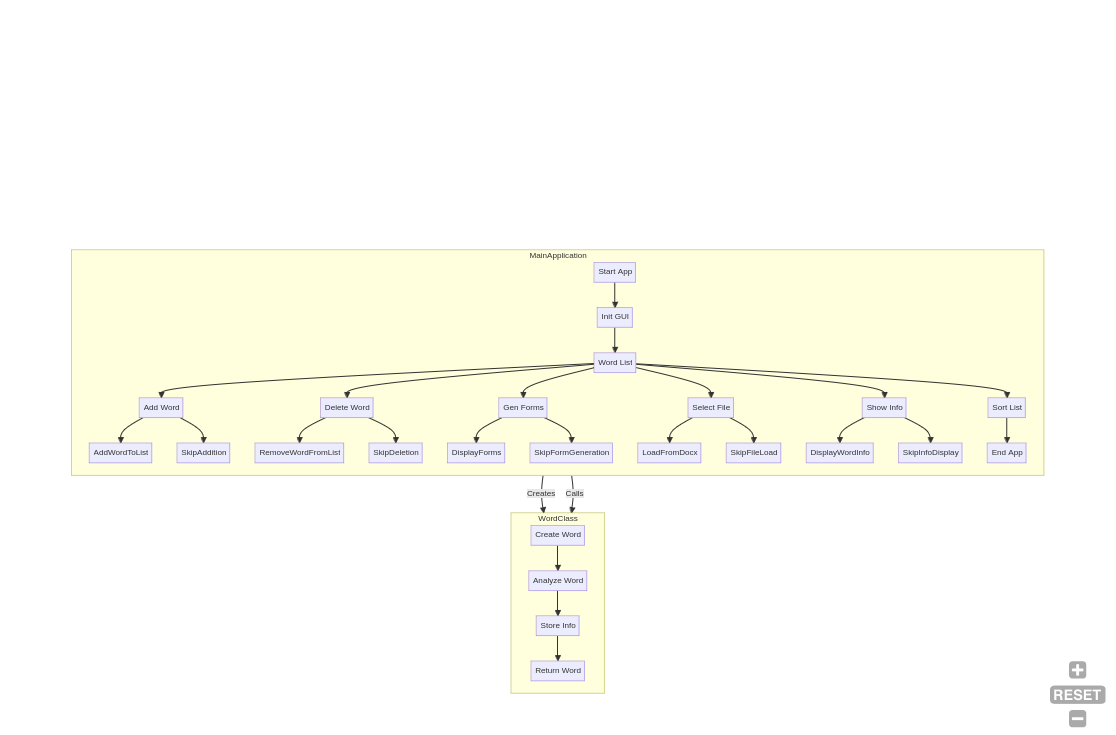 MainApplication
Start App
Init GUI
Word List
Add Word
Delete Word
Gen Forms
Select File
Show Info
Sort List
AddWordToList
SkipAddition
RemoveWordFromList
SkipDeletion
DisplayForms
SkipFormGeneration
LoadFromDocx
SkipFileLoad
DisplayWordInfo
SkipInfoDisplay
End App
Creates
Calls
WordClass
Create Word
Analyze Word
Store Info
Return Word
RESET